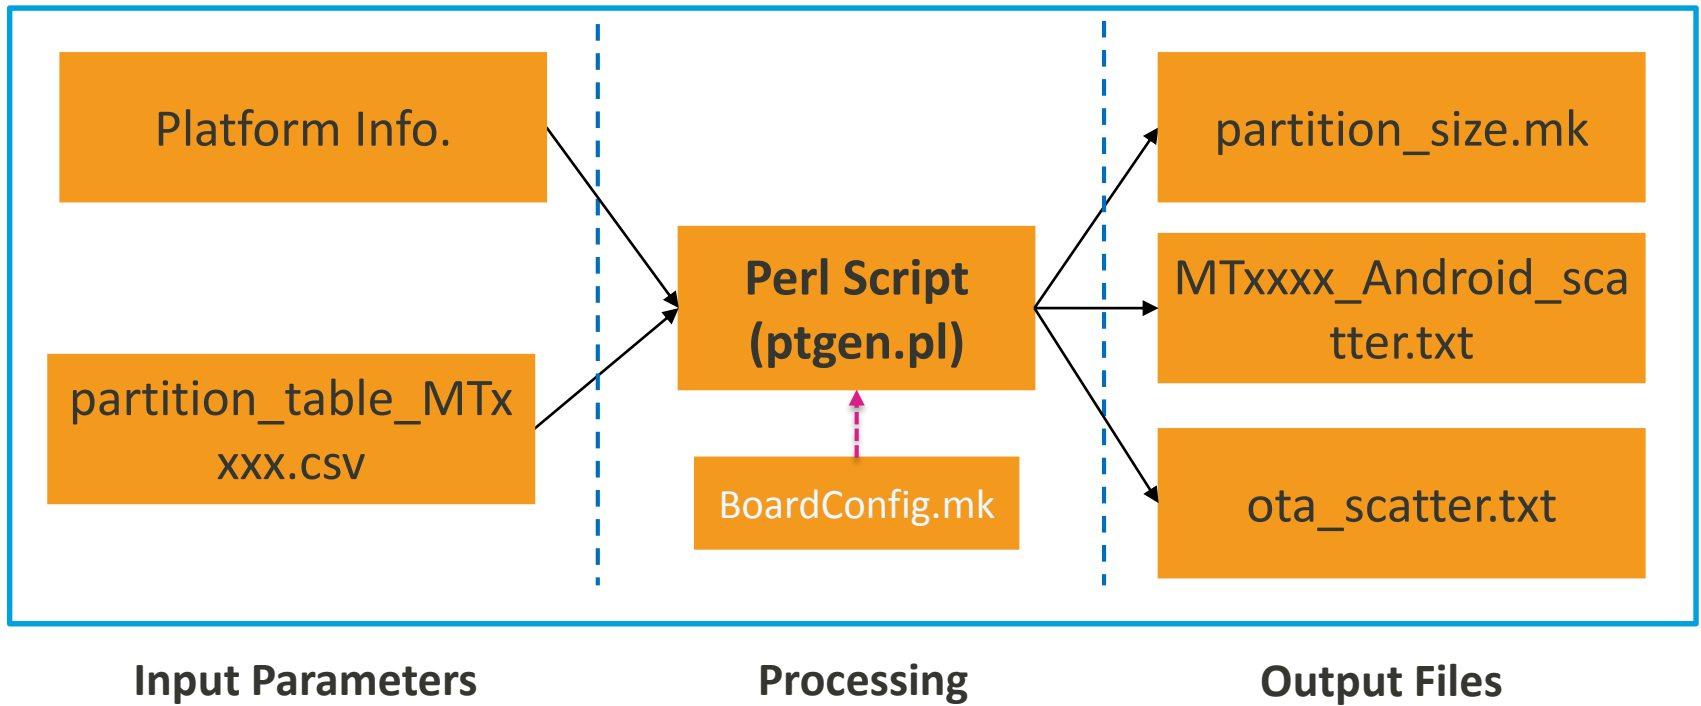 Platform Info.
partition_table_MTx
xxx.csv
Perl Script
(ptgen.pl)
BoardConfig.mk
partition_size.mk
MTxxxx_Android_sca
tter.txt
ota_scatter.txt
Input Parameters
Processing
Output Files